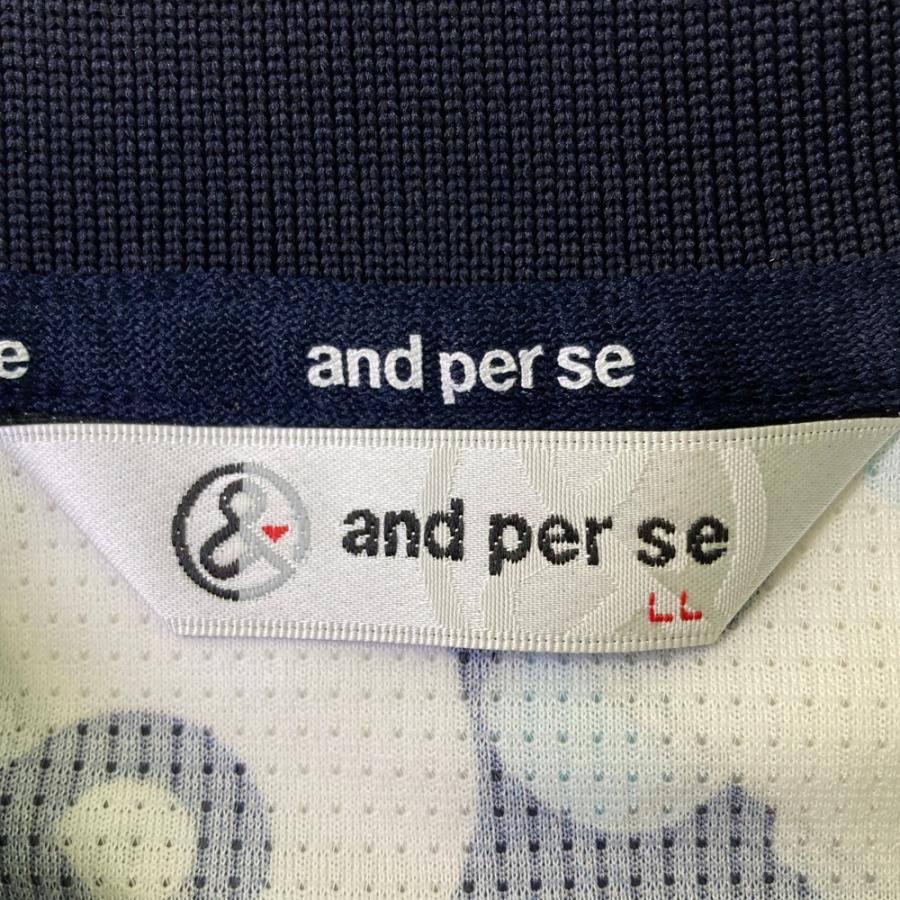 e and per se
& and per se
LL